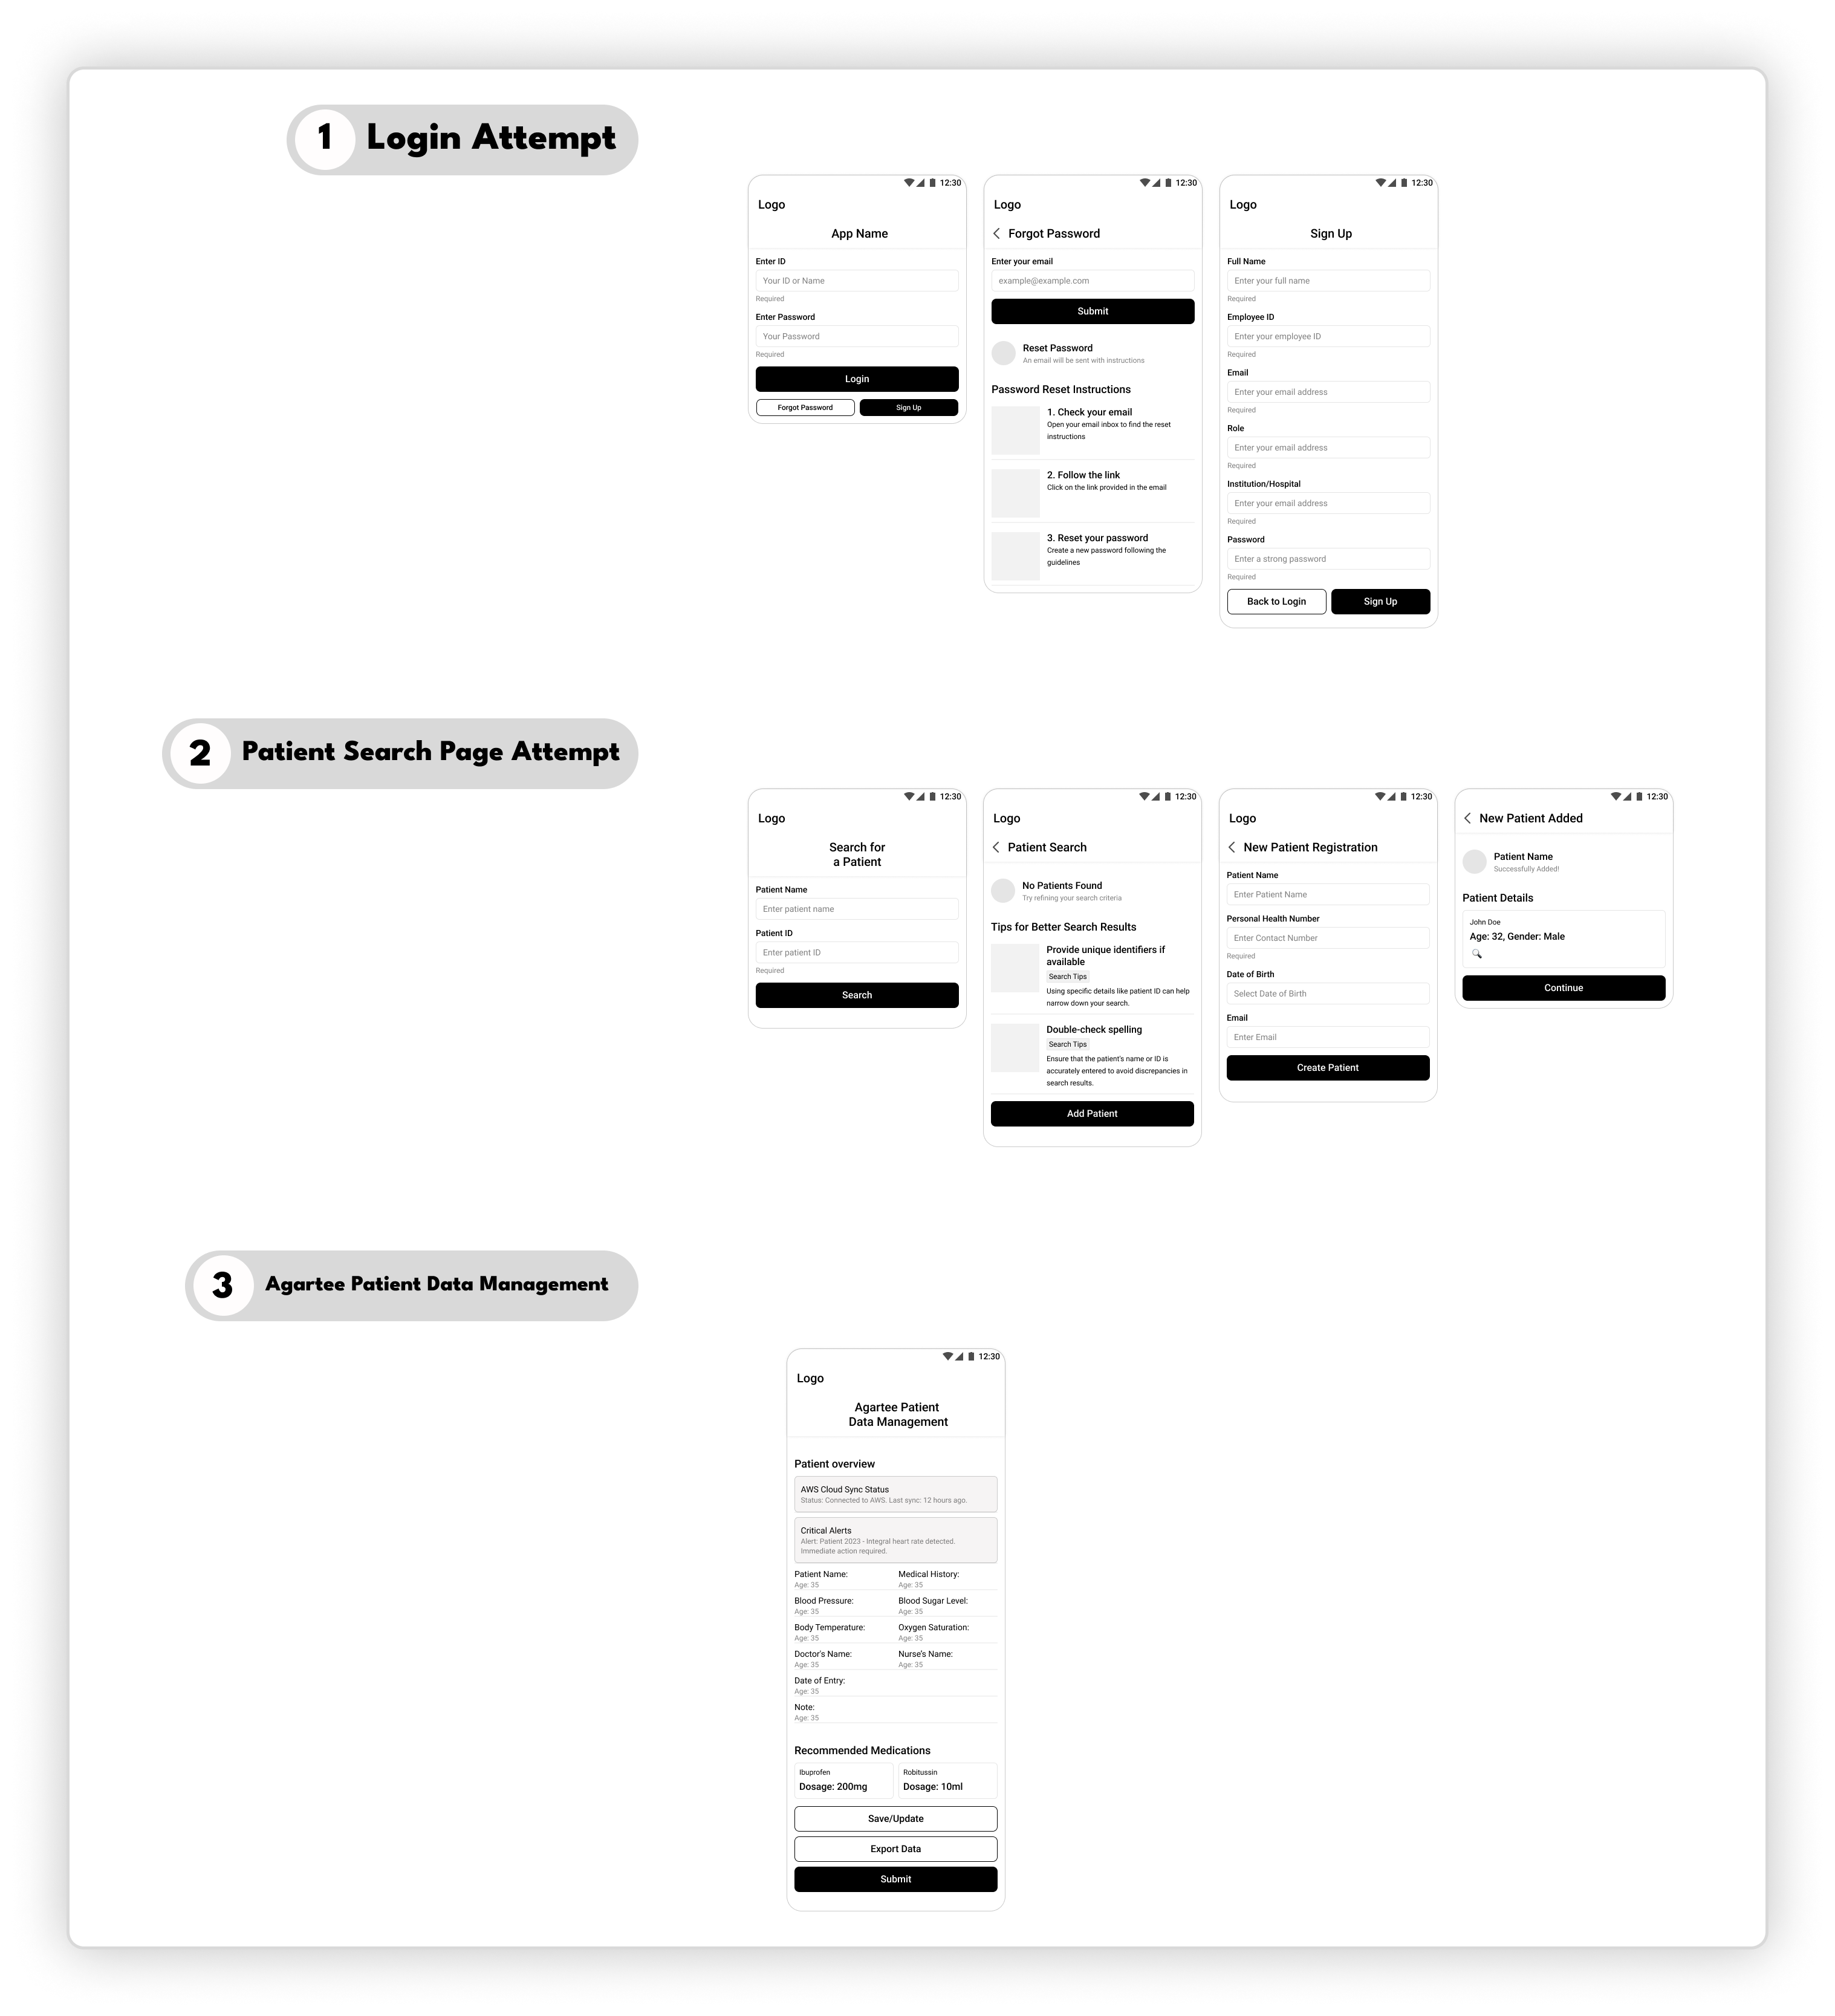 1 Login Attempt
12:30
Logo
App Name
Enter ID
Your ID or Name
Required
Enter Password
Your Password
Required
Login
Forgot Password
Sign Up
12:30
Logo
Forgot Password
Enter your email
example@example.com
Submit
Reset Password
An email will be sent with instructions
Password Reset Instructions
1. Check your email
Open your email inbox to find the reset
instructions
2. Follow the link
Click on the link provided in the email
3. Reset your password
Create a new password following the
guidelines
12:30
Logo
Sign Up
Full Name
Enter your full name
Required
Employee ID
Enter your employee ID
Required
Email
Enter your email address
Required
Role
Enter your email address
Required
Institution/Hospital
Enter your email address
Required
Password
Enter a strong password
Required
Back to Login
Sign Up
2 Patient Search Page Attempt
12:30
Logo
Search for
a Patient
Patient Name
Enter patient name
Patient ID
Enter patient ID
Required
Search
12:30
Logo
Patient Search
No Patients Found
Try refining your search criteria
Tips for Better Search Results
Provide unique identifiers if
available
Search Tips
Using specific details like patient ID can help
narrow down your search.
Double-check spelling
Search Tips
Ensure that the patient's name or ID is
accurately entered to avoid discrepancies in
search results.
Add Patient
12:30
Logo
New Patient Registration
Patient Name
Enter Patient Name
Personal Health Number
Enter Contact Number
Required
Date of Birth
Select Date of Birth
Email
Enter Email
Create Patient
12:30
New Patient Added
Patient Name
Successfully Added!
Patient Details
John Doe
Age: 32, Gender: Male
Continue
3 Agartee Patient Data Management
12:30
Logo
Agartee Patient
Data Management
Patient overview
AWS Cloud Sync Status
Status: Connected to AWS. Last sync: 12 hours ago.
Critical Alerts
Alert: Patient 2023 - Integral heart rate detected.
Immediate action required.
Patient Name: Medical History:
Age: 35 Age: 35
Blood Pressure: Blood Sugar Level:
Age: 35 Age: 35
Body Temperature: Oxygen Saturation:
Age: 35 Age: 35
Doctor's Name: Nurse's Name:
Age: 35 Age: 35
Date of Entry:
Age: 35
Note:
Age: 35
Recommended Medications
Ibuprofen Robitussin
Dosage: 200mg Dosage: 10ml
Save/Update
Export Data
Submit